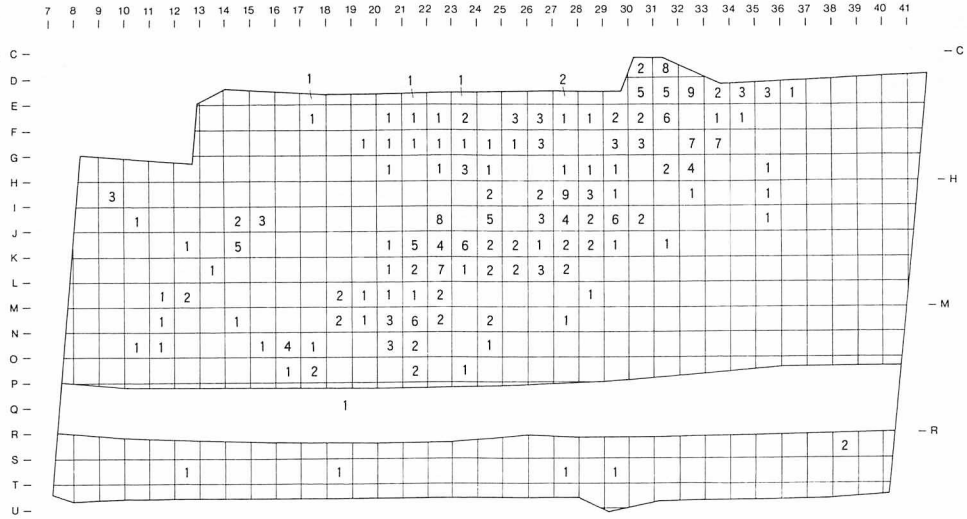 7 8 9 10 11 12 13 14 15 16 17 18 19 20 21 22 23 24 25 26 27 28 29 30 31 32 33 34 35 36 37 38 39 40 41
C C
2 8
D 1 1 1 2
5 5 9 2 3 3 1
E
1 1 1 1 2 3 3 1 1 2 2 6 1 1
F
1 1 1 1 1 1 1 3 3 3 7 7
G
1 1 3 1 1 1 1 2 4 1
H H
3 2 2 9 3 1 1 1
I
1 2 3 8 5 3 4 2 6 2 1
J
1 5 1 5 4 6 2 2 1 2 2 1 1
K
1 1 2 7 1 2 2 3 2
L
1 2 2 1 1 1 2 1
M M
1 1 2 1 3 6 2 2 1
N
1 1 1 4 1 3 2 1
O
1 2 2 1
P
Q 1
R R
2
S
1 1 1 1
T
U